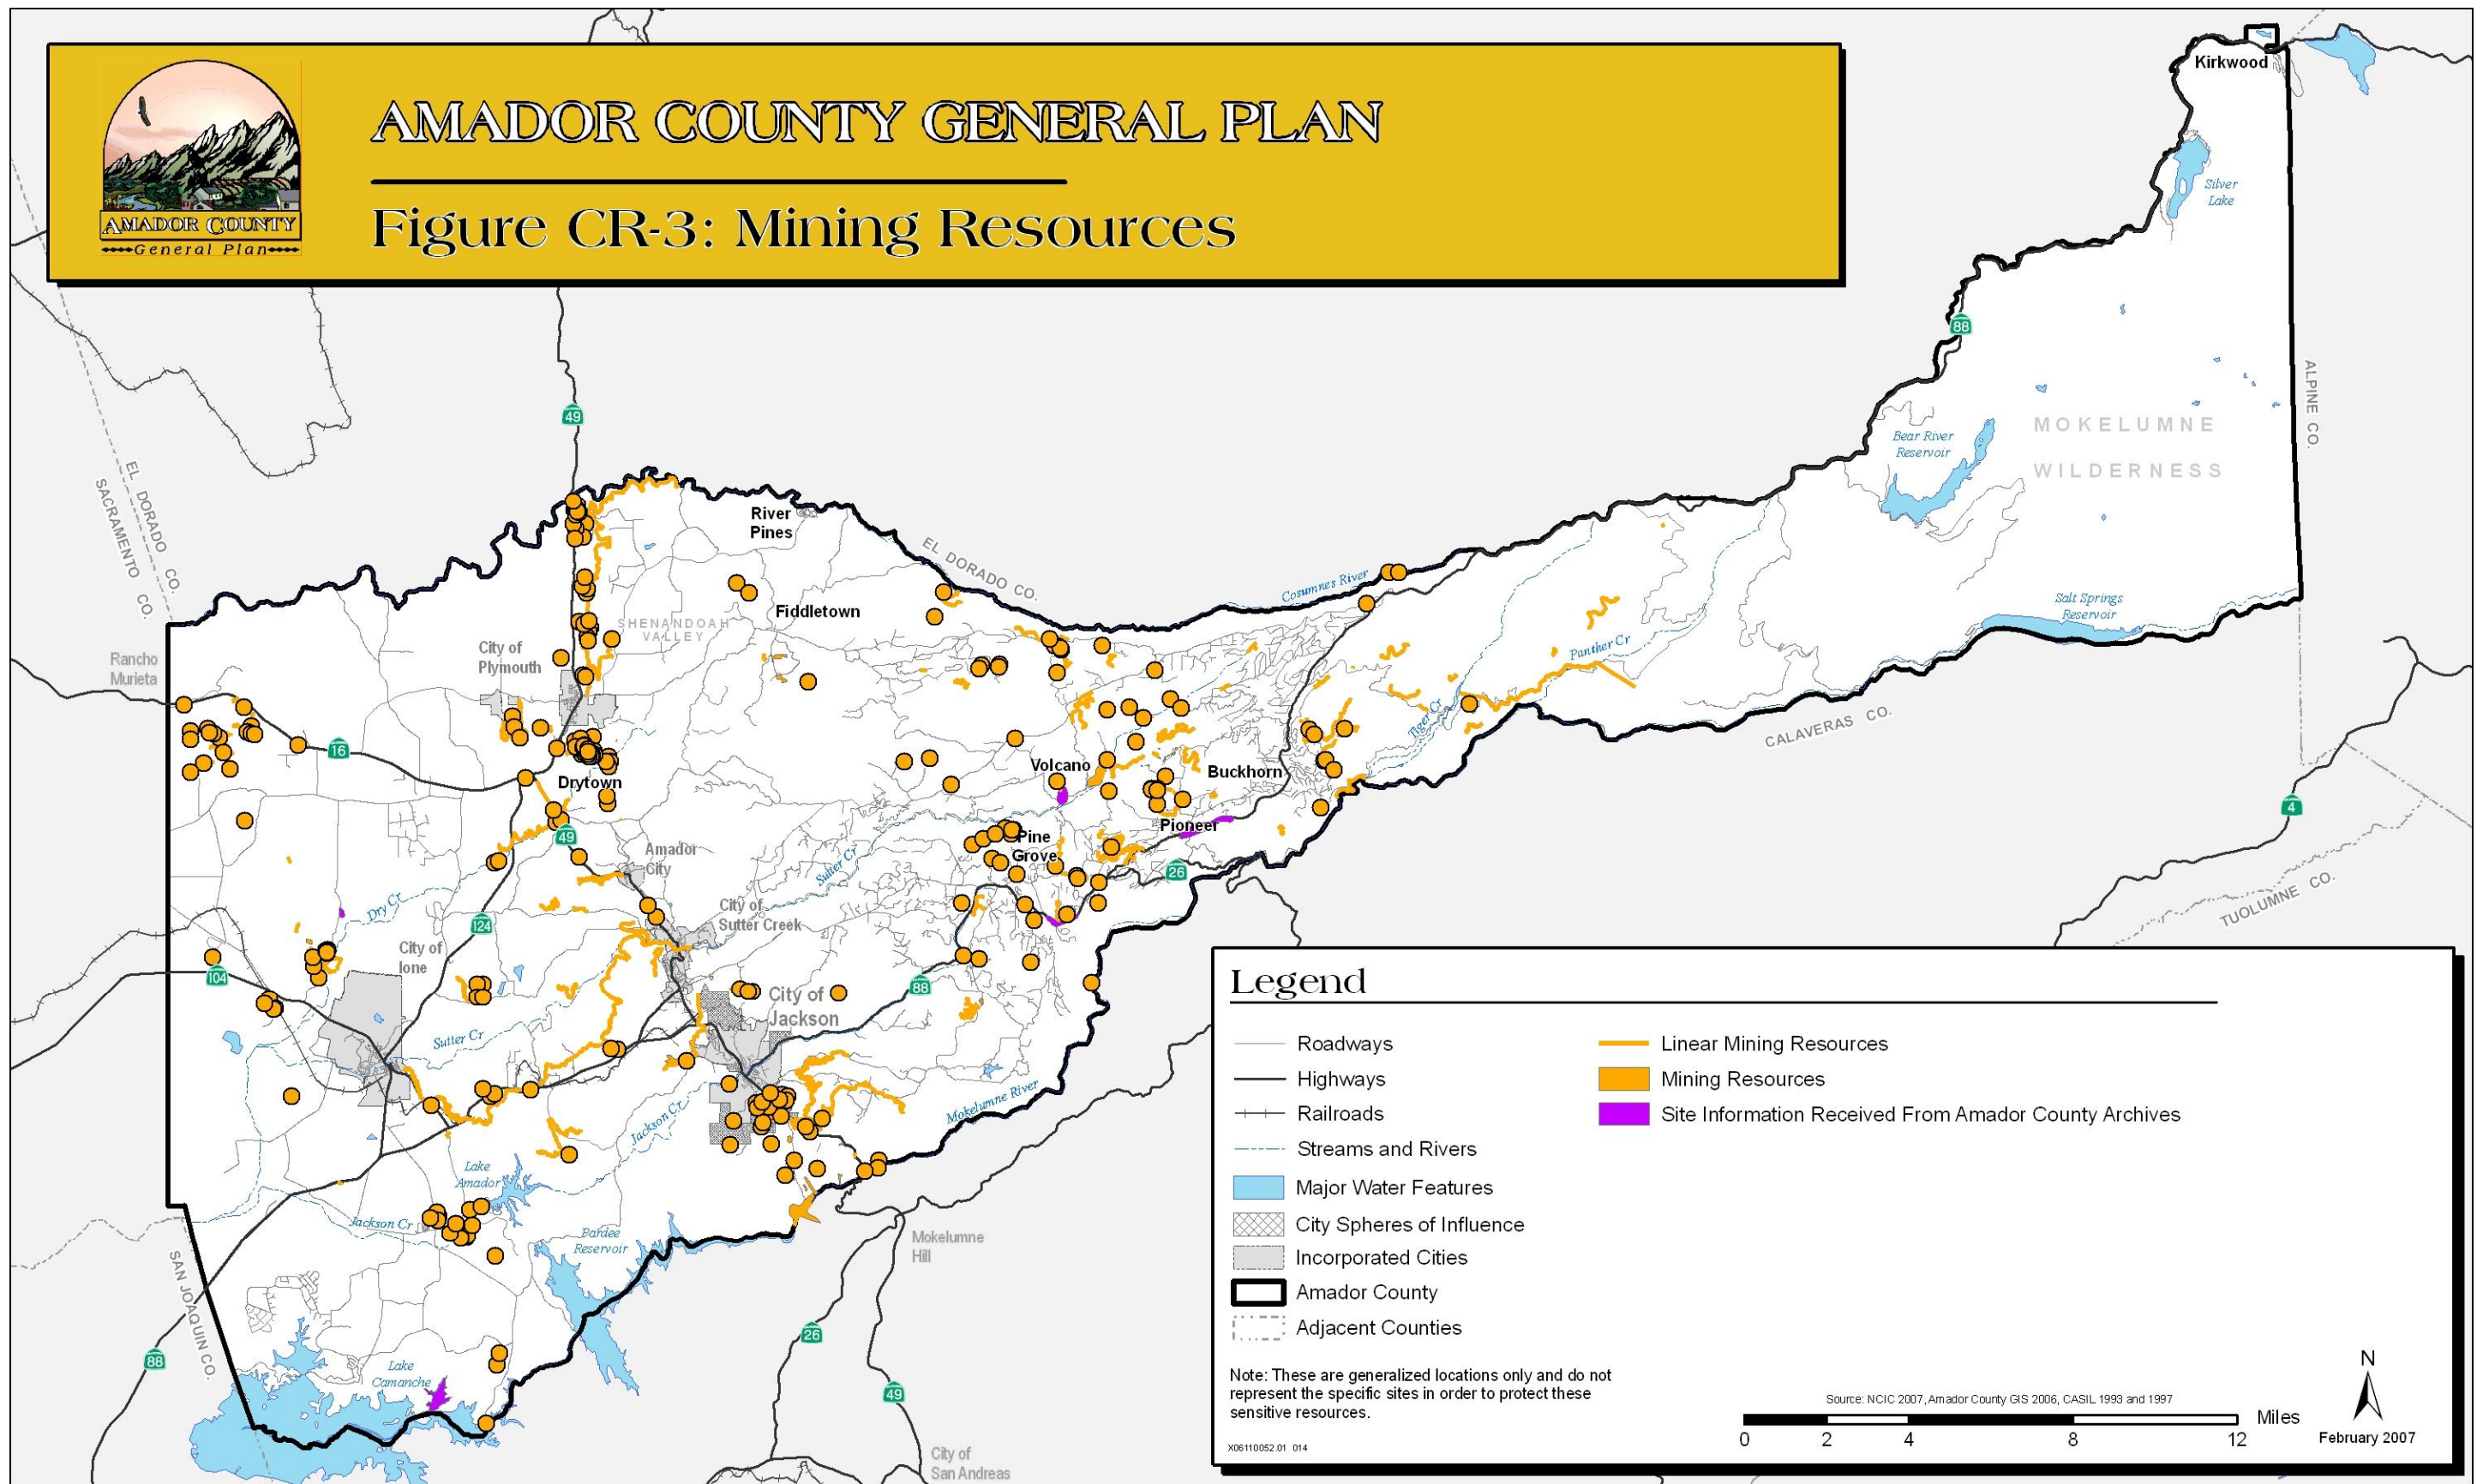 AMADOR COUNTY
General Plan
AMADOR COUNTY GENERAL PLAN
Figure CR-3: Mining Resources
Kirkwood
Silver
Lake
88
ALPINE CO.
MOKELUMNE
WILDERNESS
Bear River
Reservoir
49
EL DORADO CO.
SACRAMENTO CO.
River
Pines
EL DORADO CO.
Cosumnes River
Salt Springs
Reservoir
Fiddletown
SHENANDOAH
VALLEY
City of
Plymouth
Rancho
Murieta
Panther Cr
Tiger Cr
CALAVERAS CO.
16
Volcano
Buckhorn
Drytown
4
49
Pioneer
Pine
Grove
Amador
City
Sutter Cr
26
TUOLUMNE CO.
Dry Cr
City of
Sutter Creek
124
City of
Ione
104
88
City of
Jackson
Sutter Cr
Mokelumne River
Jackson Cr
Lake
Amador
Jackson Cr
Pardee
Reservoir
Mokelumne
Hill
SAN JOAQUIN CO.
26
88
Lake
Camanche
49
City of
San Andreas
Legend
Roadways
Highways
Railroads
Streams and Rivers
Major Water Features
City Spheres of Influence
Incorporated Cities
Amador County
Adjacent Counties
Linear Mining Resources
Mining Resources
Site Information Received From Amador County Archives
Note: These are generalized locations only and do not
represent the specific sites in order to protect these
sensitive resources.
X06110052.01 014
Source: NCIC 2007, Amador County GIS 2006, CASIL 1993 and 1997
Miles
0 2 4 8 12
N
February 2007